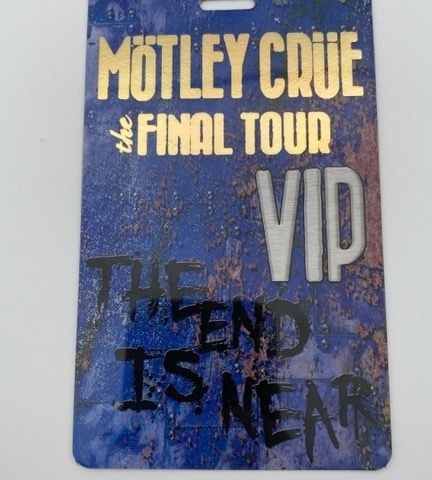 MÖTLEY CRÜE
the FINAL TOUR
VIP
THE
END
IS
NEAR